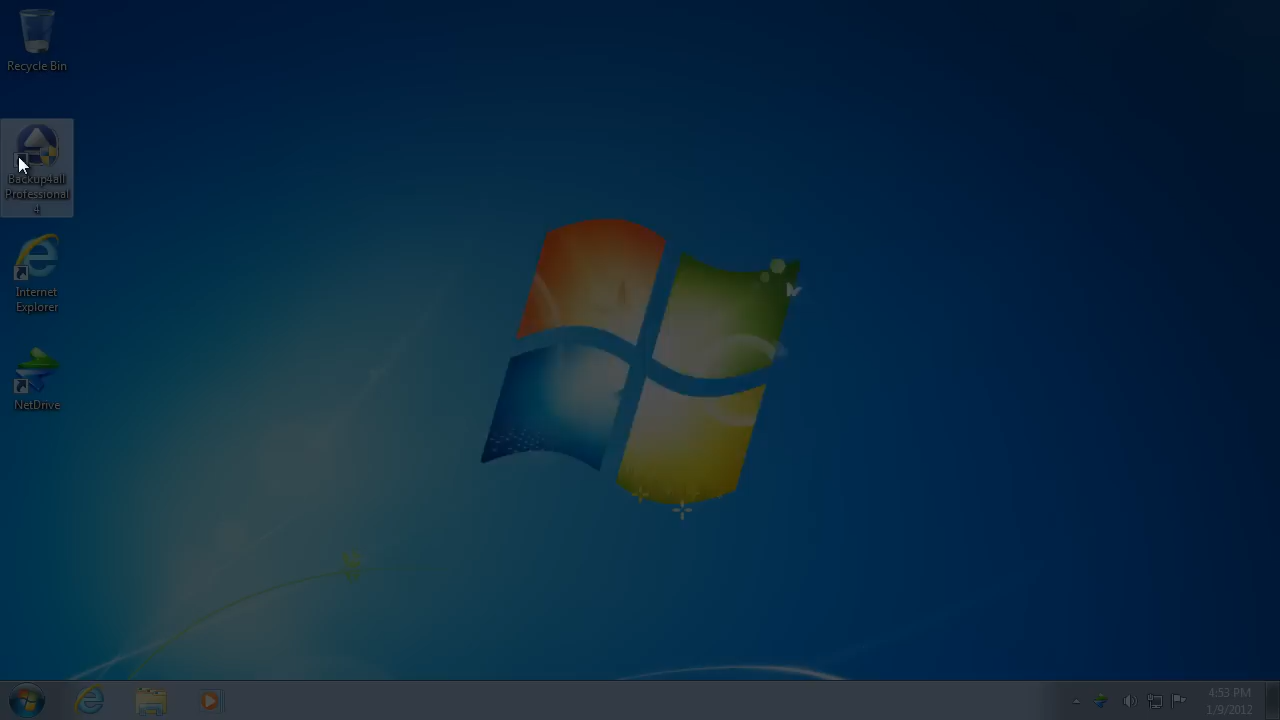 Recycle Bin
Backup4all
Professional
4
Internet
Explorer
NetDrive
4:53 PM
1/9/2012